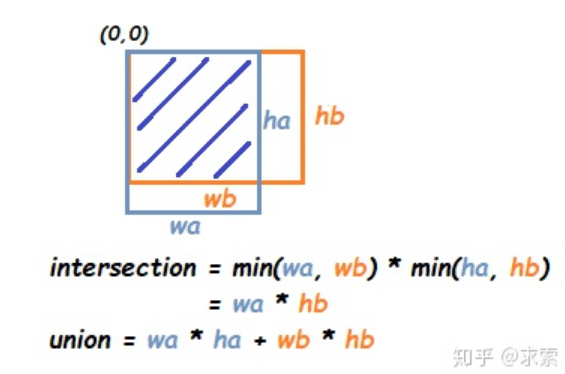 (0,0)
ha
hb
wb
wa
intersection = min(wa, wb) * min(ha, hb)
= wa * hb
union = wa * ha + wb * hb
知乎 @求索